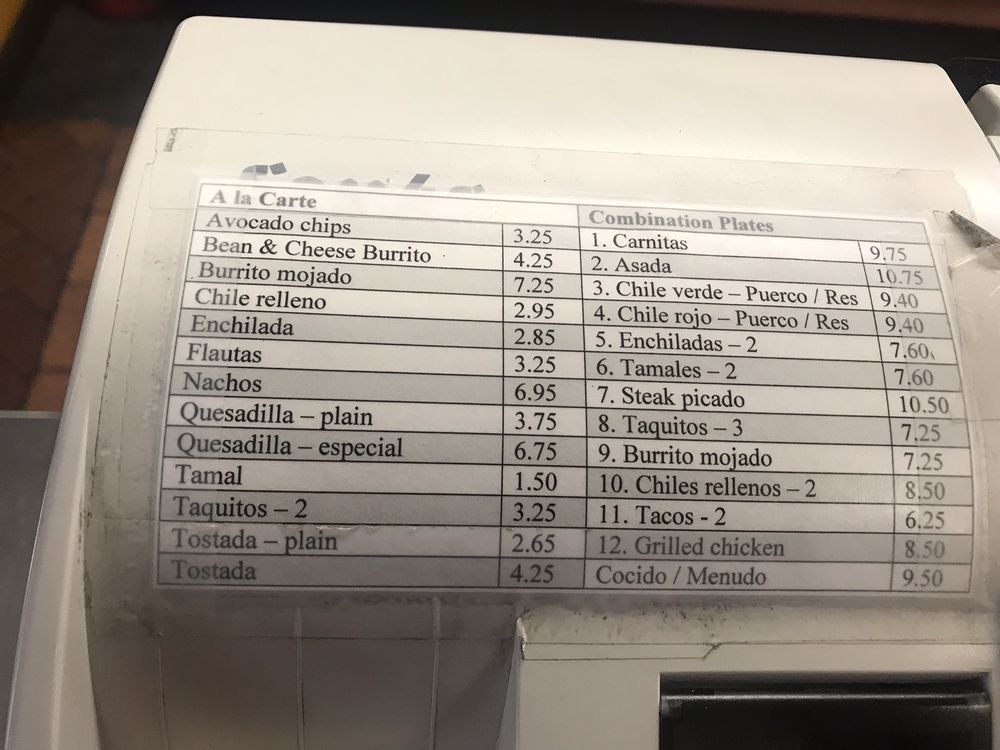 A la Carte Combination Plates
Avocado chips 3.25 1. Carnitas 9.75
Bean & Cheese Burrito 4.25 2. Asada 10.75
Burrito mojado 7.25 3. Chile verde – Puerco / Res 9.40
Chile relleno 2.95 4. Chile rojo – Puerco / Res 9.40
Enchilada 2.85 5. Enchiladas – 2 7.60
Flautas 3.25 6. Tamales – 2 7.60
Nachos 6.95 7. Steak picado 10.50
Quesadilla – plain 3.75 8. Taquitos – 3 7.25
Quesadilla – especial 6.75 9. Burrito mojado 7.25
Tamal 1.50 10. Chiles rellenos – 2 8.50
Taquitos – 2 3.25 11. Tacos - 2 6.25
Tostada – plain 2.65 12. Grilled chicken 8.50
Tostada 4.25 Cocido / Menudo 9.50